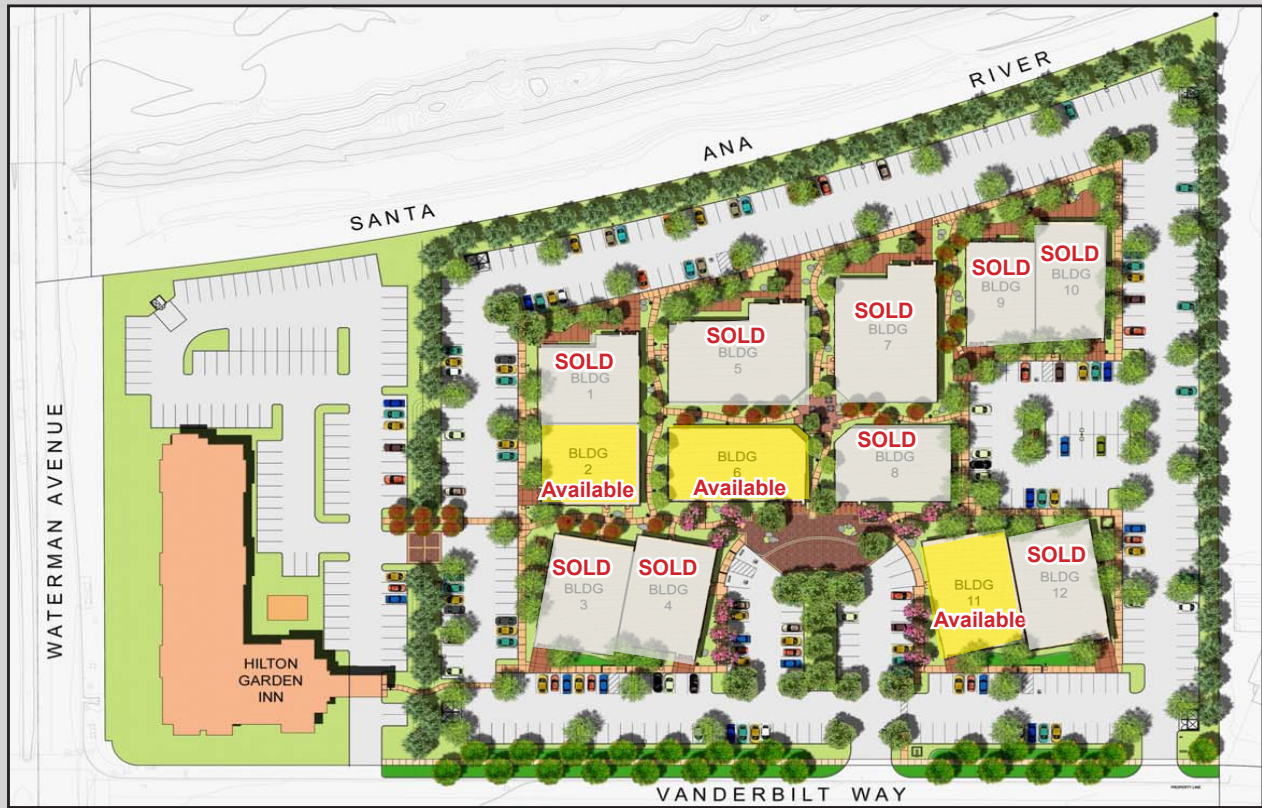 SANTA ANA RIVER
WATERMAN AVENUE
SOLD
BLDG
1
BLDG
2
Available
SOLD
BLDG
3
SOLD
BLDG
4
SOLD
BLDG
5
BLDG
6
Available
SOLD
BLDG
7
SOLD
BLDG
8
SOLD
BLDG
9
SOLD
BLDG
10
BLDG
11
Available
SOLD
BLDG
12
HILTON
GARDEN
INN
VANDERBILT WAY
PROPERTY LINE